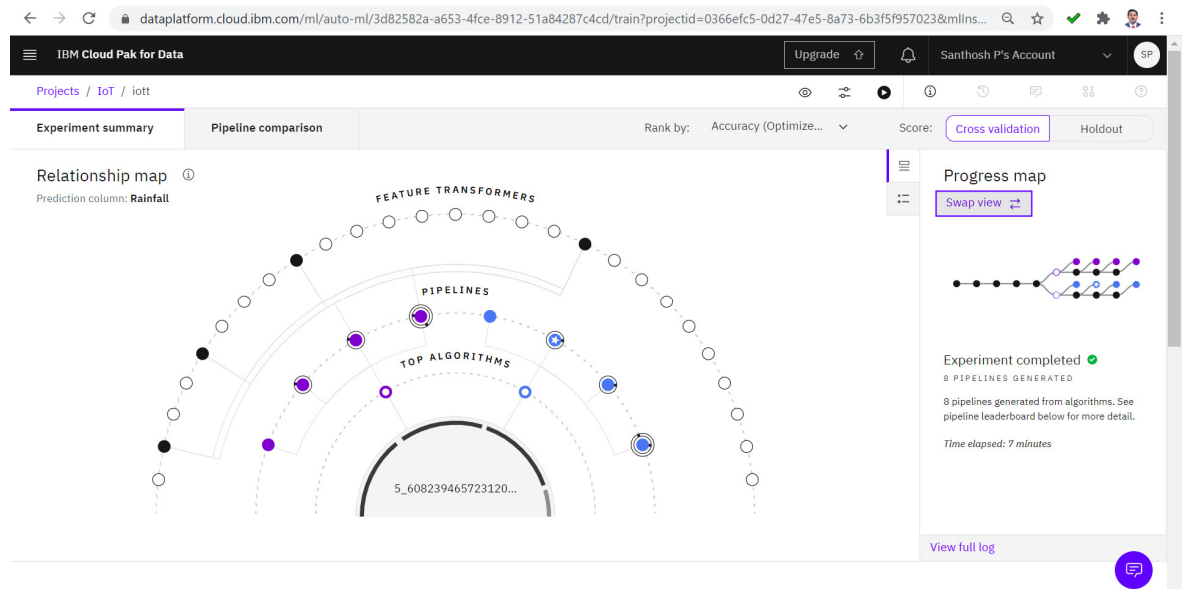 dataplatform.cloud.ibm.com/ml/auto-ml/3d82582a-a653-4fce-8912-51a84287c4cd/train?projectid=0366efc5-0d27-47e5-8a73-6b3f5f957023&mlIns...
IBM Cloud Pak for Data
Upgrade
Santhosh P's Account
SP
Projects / IoT / iott
Experiment summary
Pipeline comparison
Rank by:
Accuracy (Optimize...
Score:
Cross validation
Holdout
Relationship map
Prediction column: Rainfall
FEATURE TRANSFORMERS
PIPELINES
TOP ALGORITHMS
5_608239465723120...
Progress map
Swap view
Experiment completed
8 PIPELINES GENERATED
8 pipelines generated from algorithms. See
pipeline leaderboard below for more detail.
Time elapsed: 7 minutes
View full log